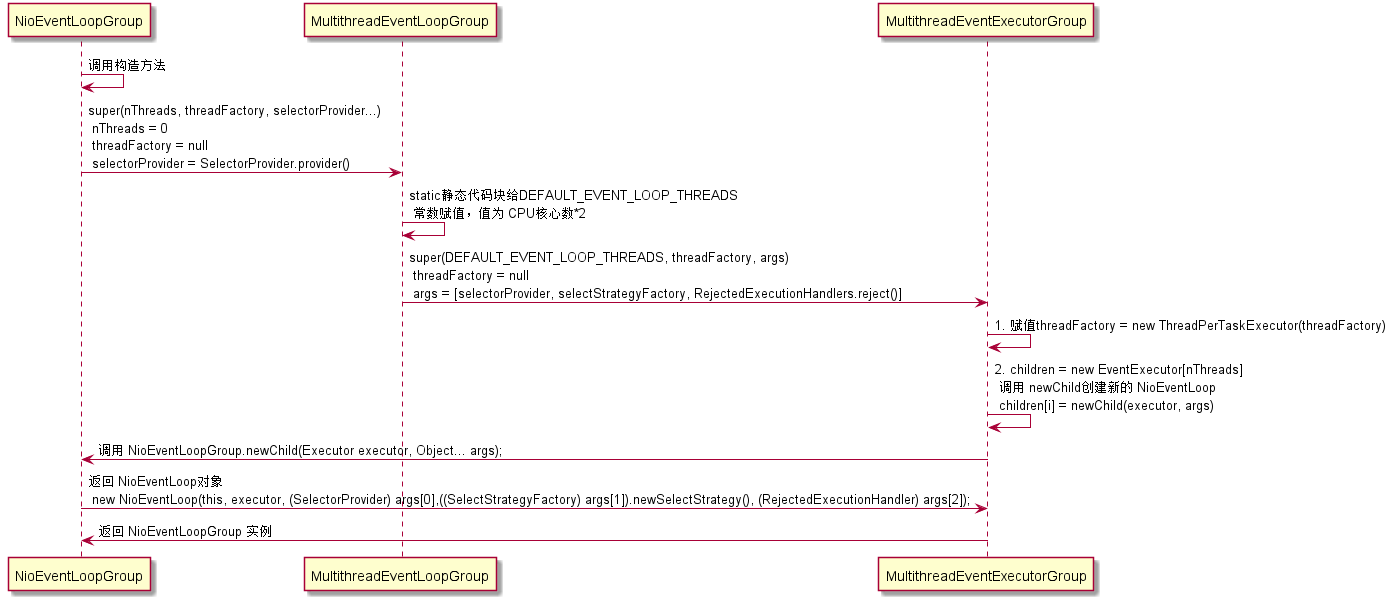 NioEventLoopGroup
MultithreadEventLoopGroup
MultithreadEventExecutorGroup
调用构造方法
super(nThreads, threadFactory, selectorProvider...)
nThreads = 0
threadFactory = null
selectorProvider = SelectorProvider.provider()
static静态代码块给DEFAULT_EVENT_LOOP_THREADS
常数赋值，值为 CPU核心数*2
super(DEFAULT_EVENT_LOOP_THREADS, threadFactory, args)
threadFactory = null
args = [selectorProvider, selectStrategyFactory, RejectedExecutionHandlers.reject()]
1. 赋值threadFactory = new ThreadPerTaskExecutor(threadFactory)
2. children = new EventExecutor[nThreads]
调用 newChild创建新的 NioEventLoop
children[i] = newChild(executor, args)
调用 NioEventLoopGroup.newChild(Executor executor, Object... args);
返回 NioEventLoop对象
new NioEventLoop(this, executor, (SelectorProvider) args[0],((SelectStrategyFactory) args[1]).newSelectStrategy(), (RejectedExecutionHandler) args[2]);
返回 NioEventLoopGroup 实例
NioEventLoopGroup
MultithreadEventLoopGroup
MultithreadEventExecutorGroup